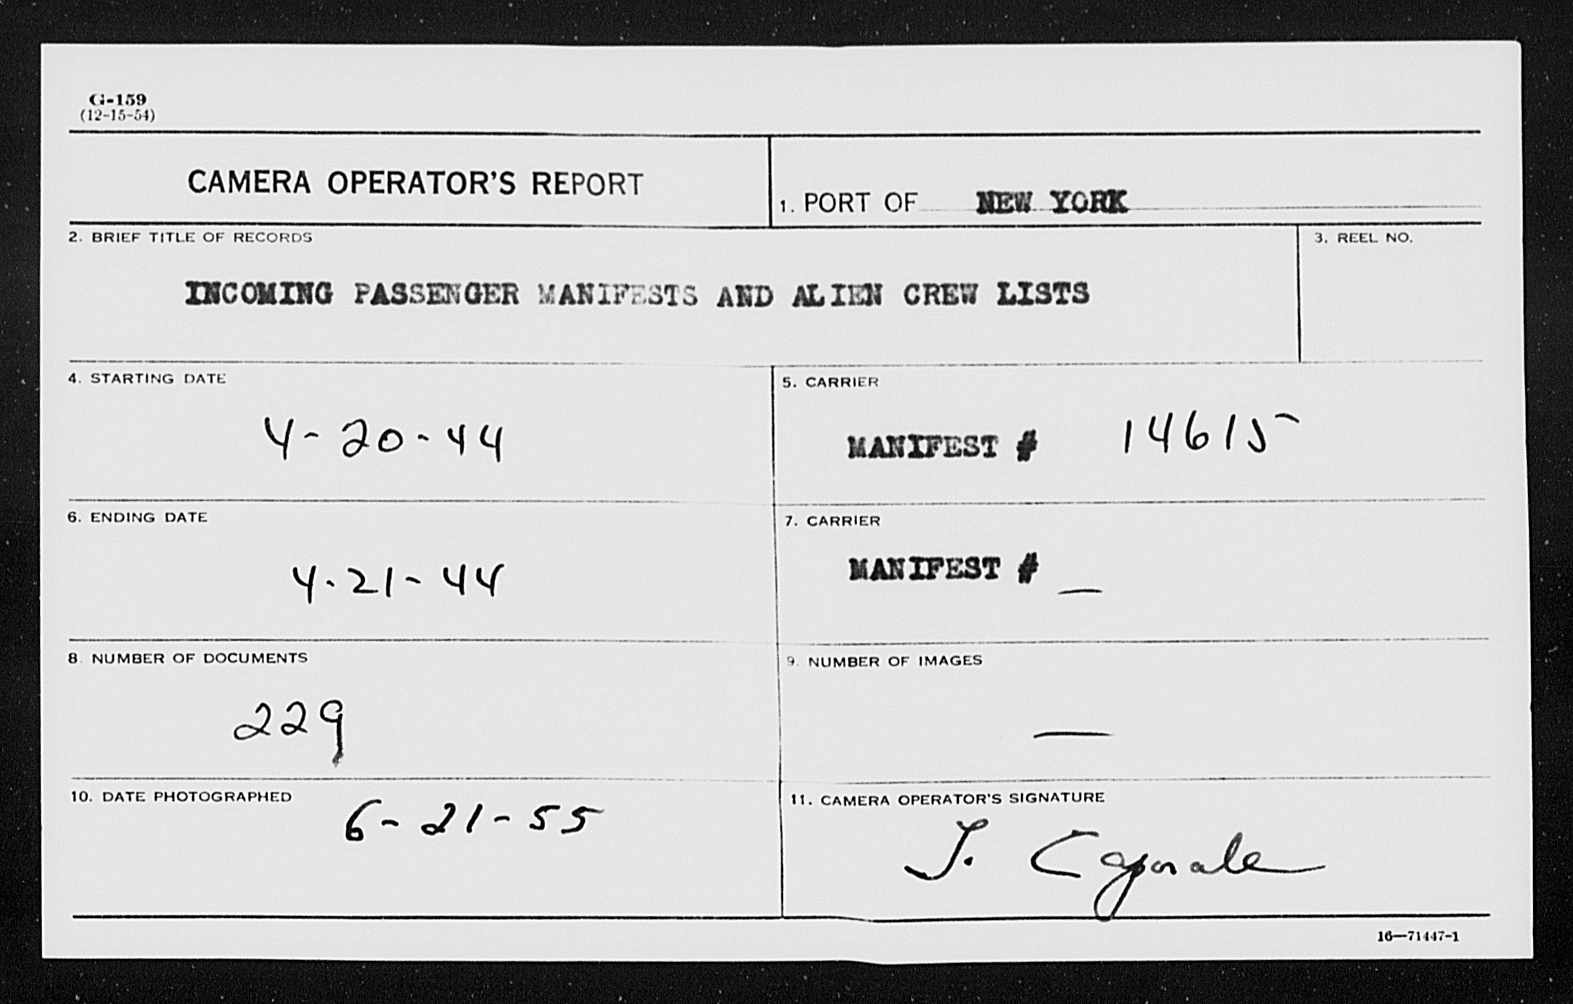 G-159
(12-15-54)
CAMERA OPERATOR'S REPORT
1. PORT OF NEW YORK
2. BRIEF TITLE OF RECORDS
3. REEL NO.
INCOMING PASSENGER MANIFESTS AND ALIEN CREW LISTS
4. STARTING DATE
4-20-44
5. CARRIER
MANIFEST # 14615
6. ENDING DATE
4-21-44
7. CARRIER
MANIFEST # —
8. NUMBER OF DOCUMENTS
229
9. NUMBER OF IMAGES
—
10. DATE PHOTOGRAPHED
6-21-55
11. CAMERA OPERATOR'S SIGNATURE
J. Caporale
16—71447-1